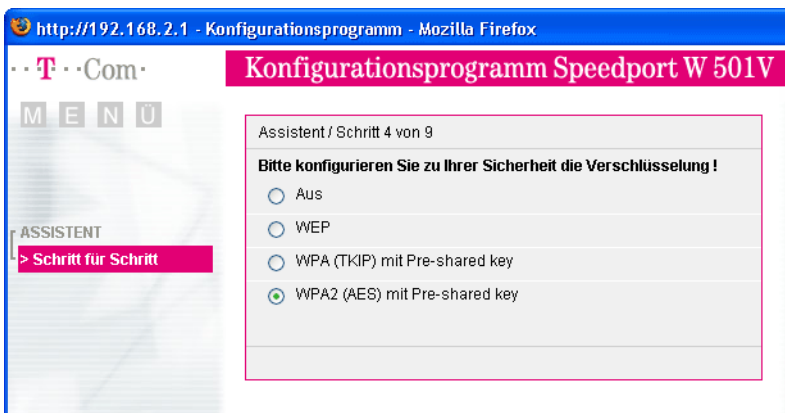 http://192.168.2.1 - Konfigurationsprogramm - Mozilla Firefox
··T··Com·
Konfigurationsprogramm Speedport W 501V
MENÜ
Assistent / Schritt 4 von 9
Bitte konfigurieren Sie zu Ihrer Sicherheit die Verschlüsselung !
Aus
WEP
WPA (TKIP) mit Pre-shared key
WPA2 (AES) mit Pre-shared key
ASSISTENT
> Schritt für Schritt